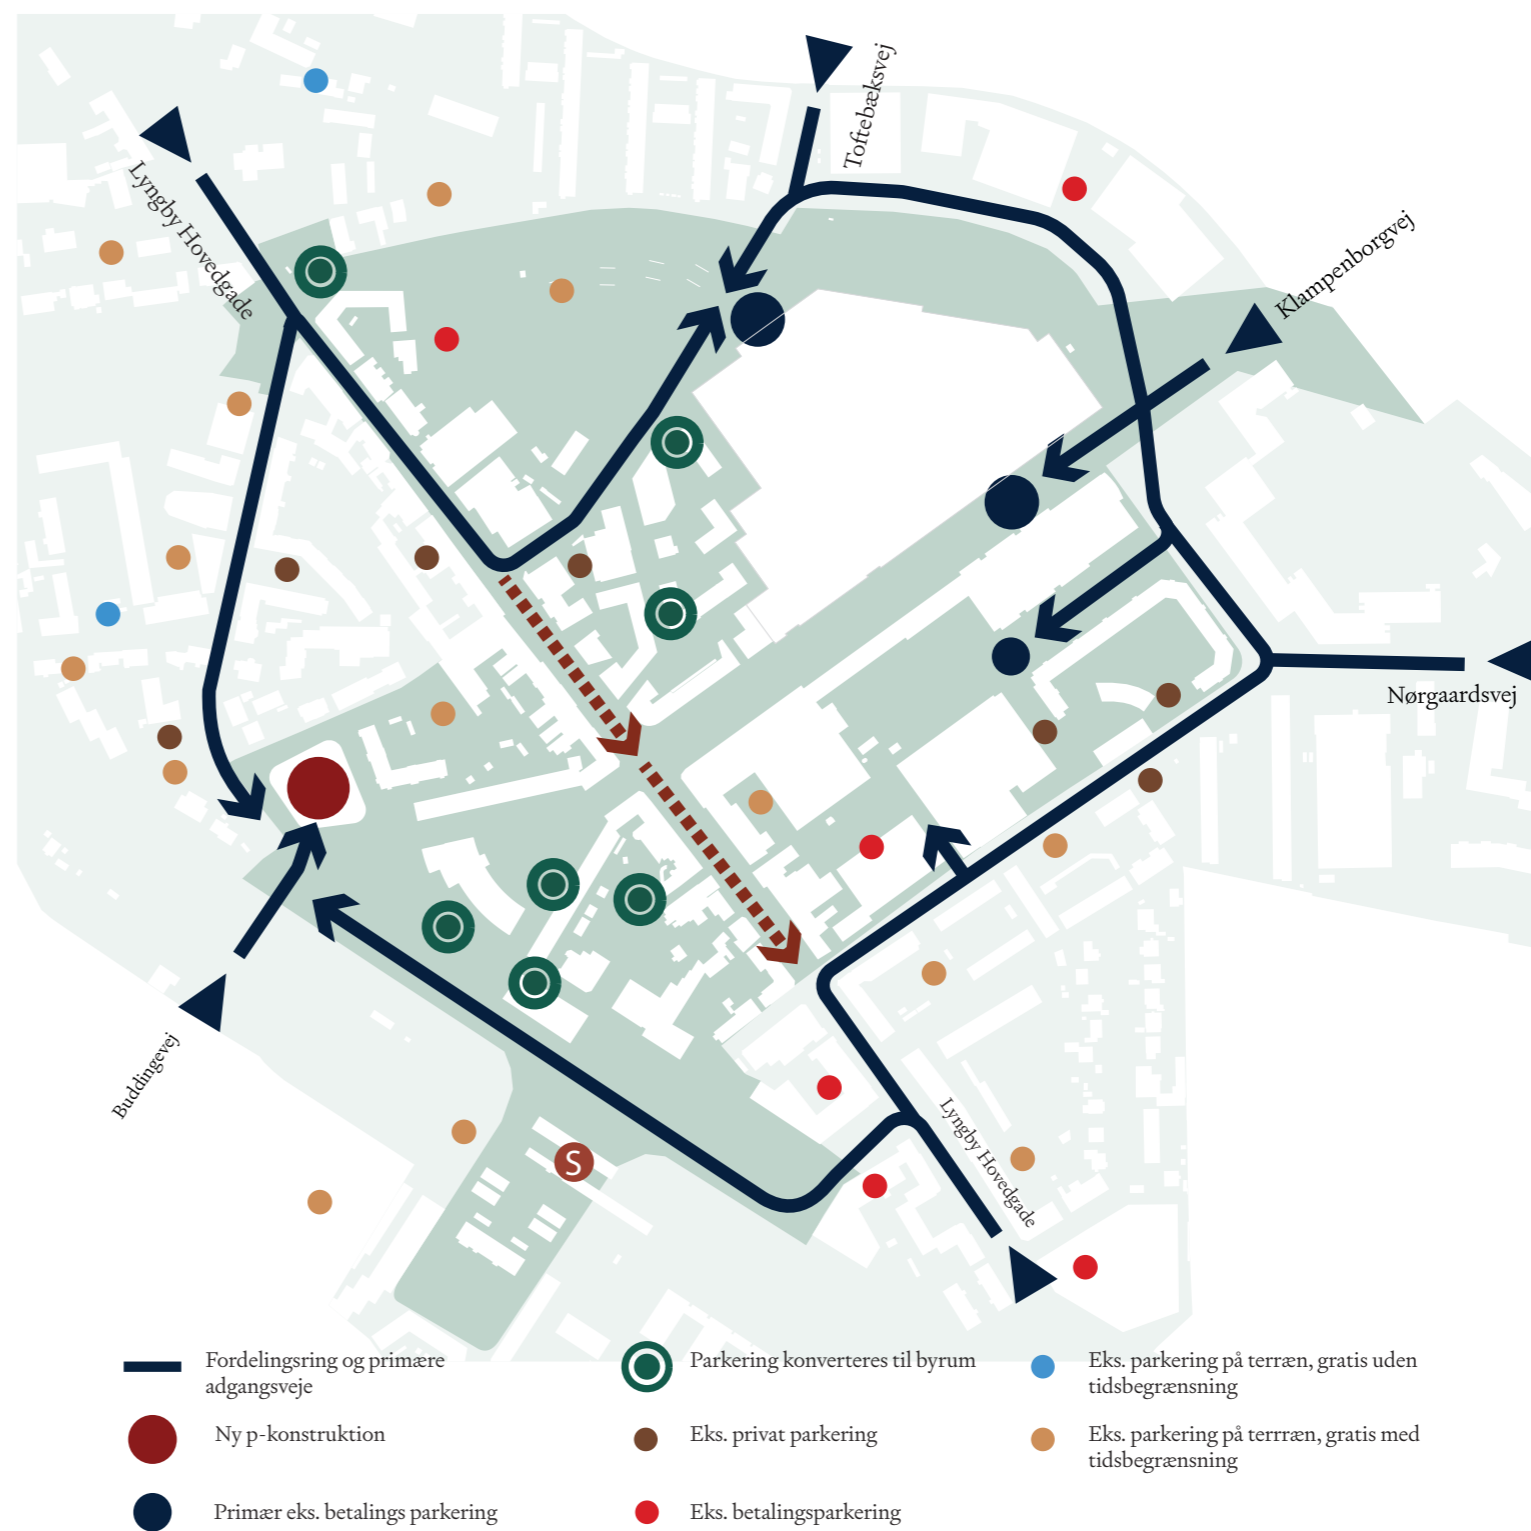 Toftebæksvej
Lyngby Hovedgade
Klampenborgvej
Nørgaardsvej
Buddingevej
Lyngby Hovedgade
S
Fordelingsring og primære
adgangsveje
Ny p-konstruktion
Primær eks. betalings parkering
Parkering konverteres til byrum
Eks. privat parkering
Eks. betalingsparkering
Eks. parkering på terræn, gratis uden
tidsbegrænsning
Eks. parkering på terrræn, gratis med
tidsbegrænsning